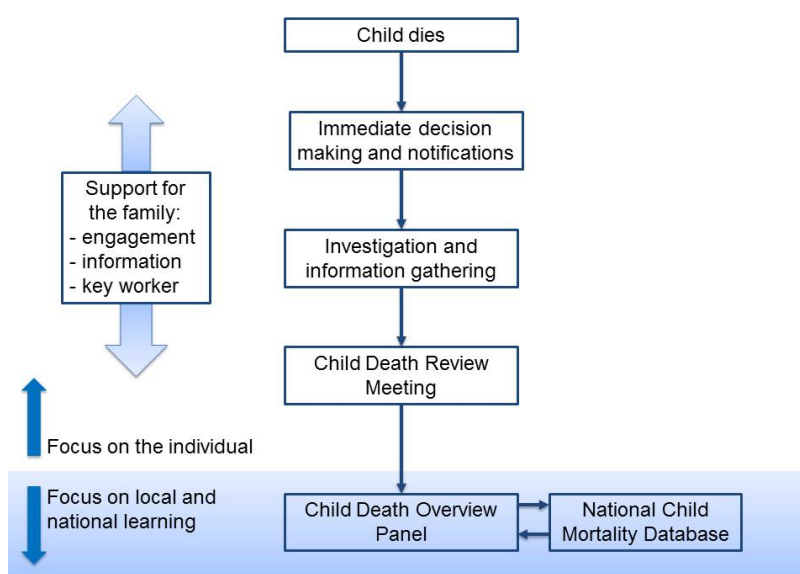 Child dies
Immediate decision
making and notifications
Support for
the family:
- engagement
- information
- key worker
Investigation and
information gathering
Child Death Review
Meeting
Focus on the individual
Focus on local and
national learning
Child Death Overview
Panel
National Child
Mortality Database